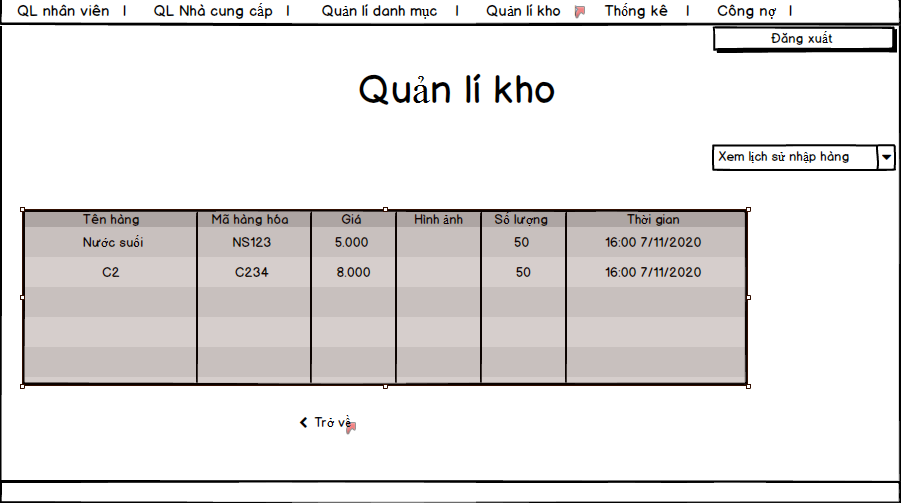 QL nhân viên | QL Nhà cung cấp | Quản lí danh mục | Quản lí kho Thống kê | Công nợ |
Đăng xuất
Quản lí kho
Xem lịch sử nhập hàng
Tên hàng Mã hàng hóa Giá Hình ảnh Số lượng Thời gian
Nước suối NS123 5.000 50 16:00 7/11/2020
C2 C234 8.000 50 16:00 7/11/2020
Trở về